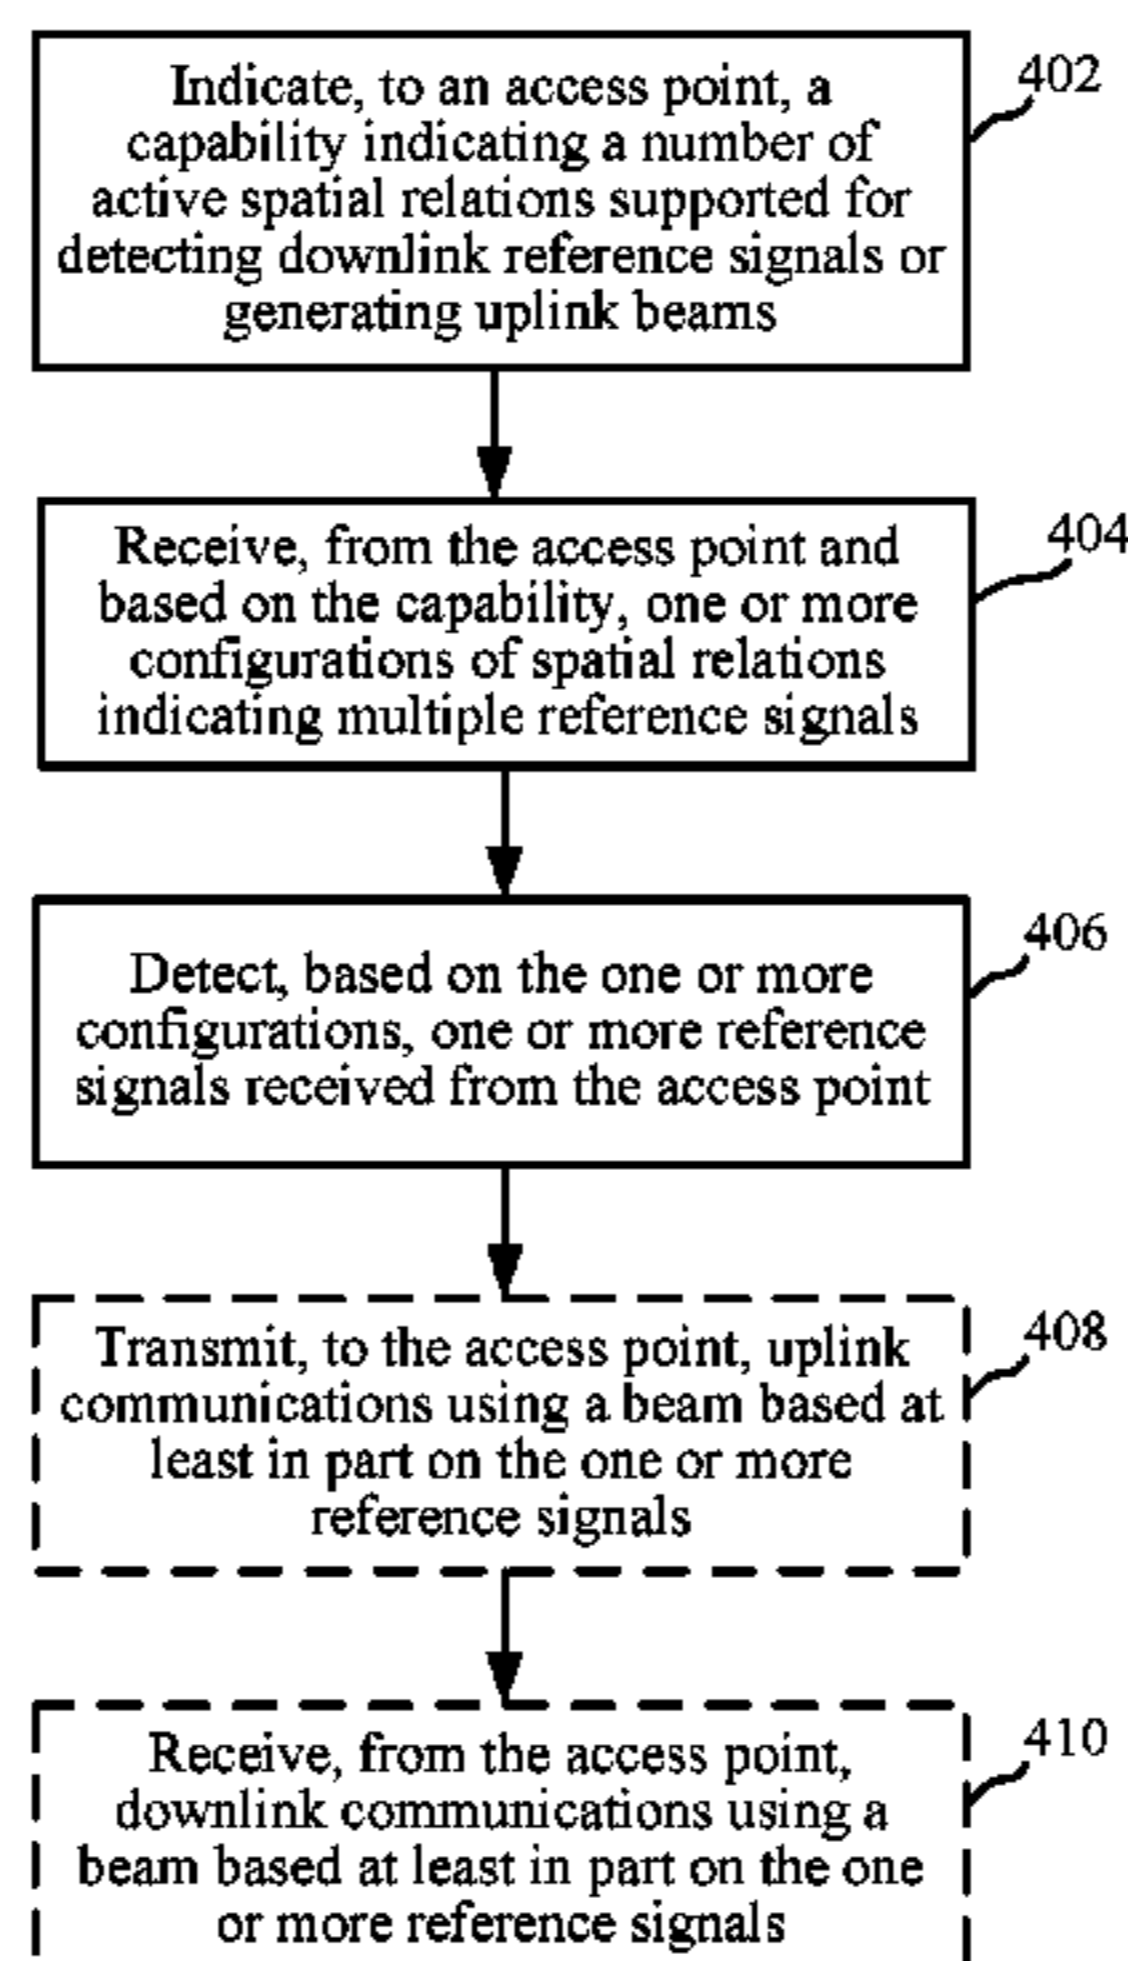 Indicate, to an access point, a
capability indicating a number of
active spatial relations supported for
detecting downlink reference signals or
generating uplink beams
402
Receive, from the access point and
based on the capability, one or more
configurations of spatial relations
indicating multiple reference signals
404
Detect, based on the one or more
configurations, one or more reference
signals received from the access point
406
Transmit, to the access point, uplink
communications using a beam based at
least in part on the one or more
reference signals
408
Receive, from the access point,
downlink communications using a
beam based at least in part on the one
or more reference signals
410